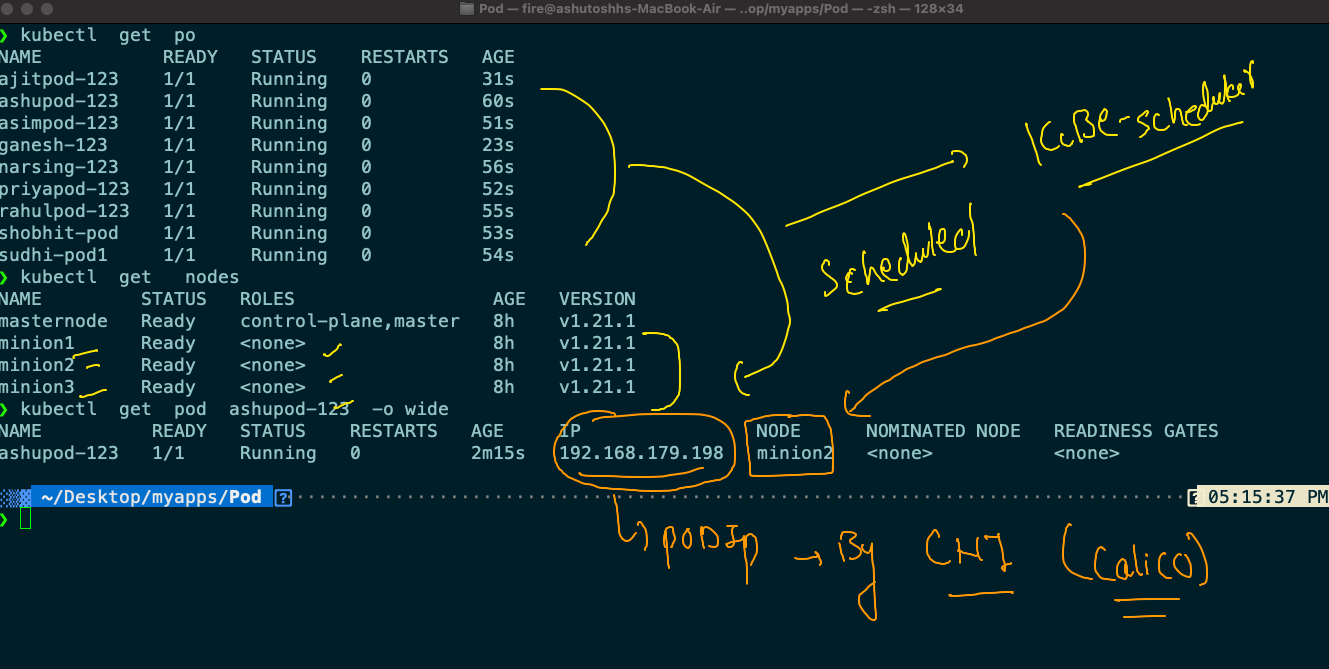 Pod — fire@ashutoshhs-MacBook-Air — ..op/myapps/Pod — -zsh — 128×34
❯ kubectl get po
NAME READY STATUS RESTARTS AGE
ajitpod-123 1/1 Running 0 31s
ashupod-123 1/1 Running 0 60s
asimpod-123 1/1 Running 0 51s
ganesh-123 1/1 Running 0 23s
narsing-123 1/1 Running 0 56s
priyapod-123 1/1 Running 0 52s
rahulpod-123 1/1 Running 0 55s
shobhit-pod 1/1 Running 0 53s
sudhi-pod1 1/1 Running 0 54s
KuBe-scheduker
Scheduled
❯ kubectl get nodes
NAME STATUS ROLES AGE VERSION
masternode Ready control-plane,master 8h v1.21.1
minion1 Ready <none> 8h v1.21.1
minion2 Ready <none> 8h v1.21.1
minion3 Ready <none> 8h v1.21.1
❯ kubectl get pod ashupod-123 -o wide
NAME READY STATUS RESTARTS AGE IP NODE NOMINATED NODE READINESS GATES
ashupod-123 1/1 Running 0 2m15s 192.168.179.198 minion2 <none> <none>
~/Desktop/myapps/Pod 05:15:37 PM
❯
PODIp → By CNI (Calico)